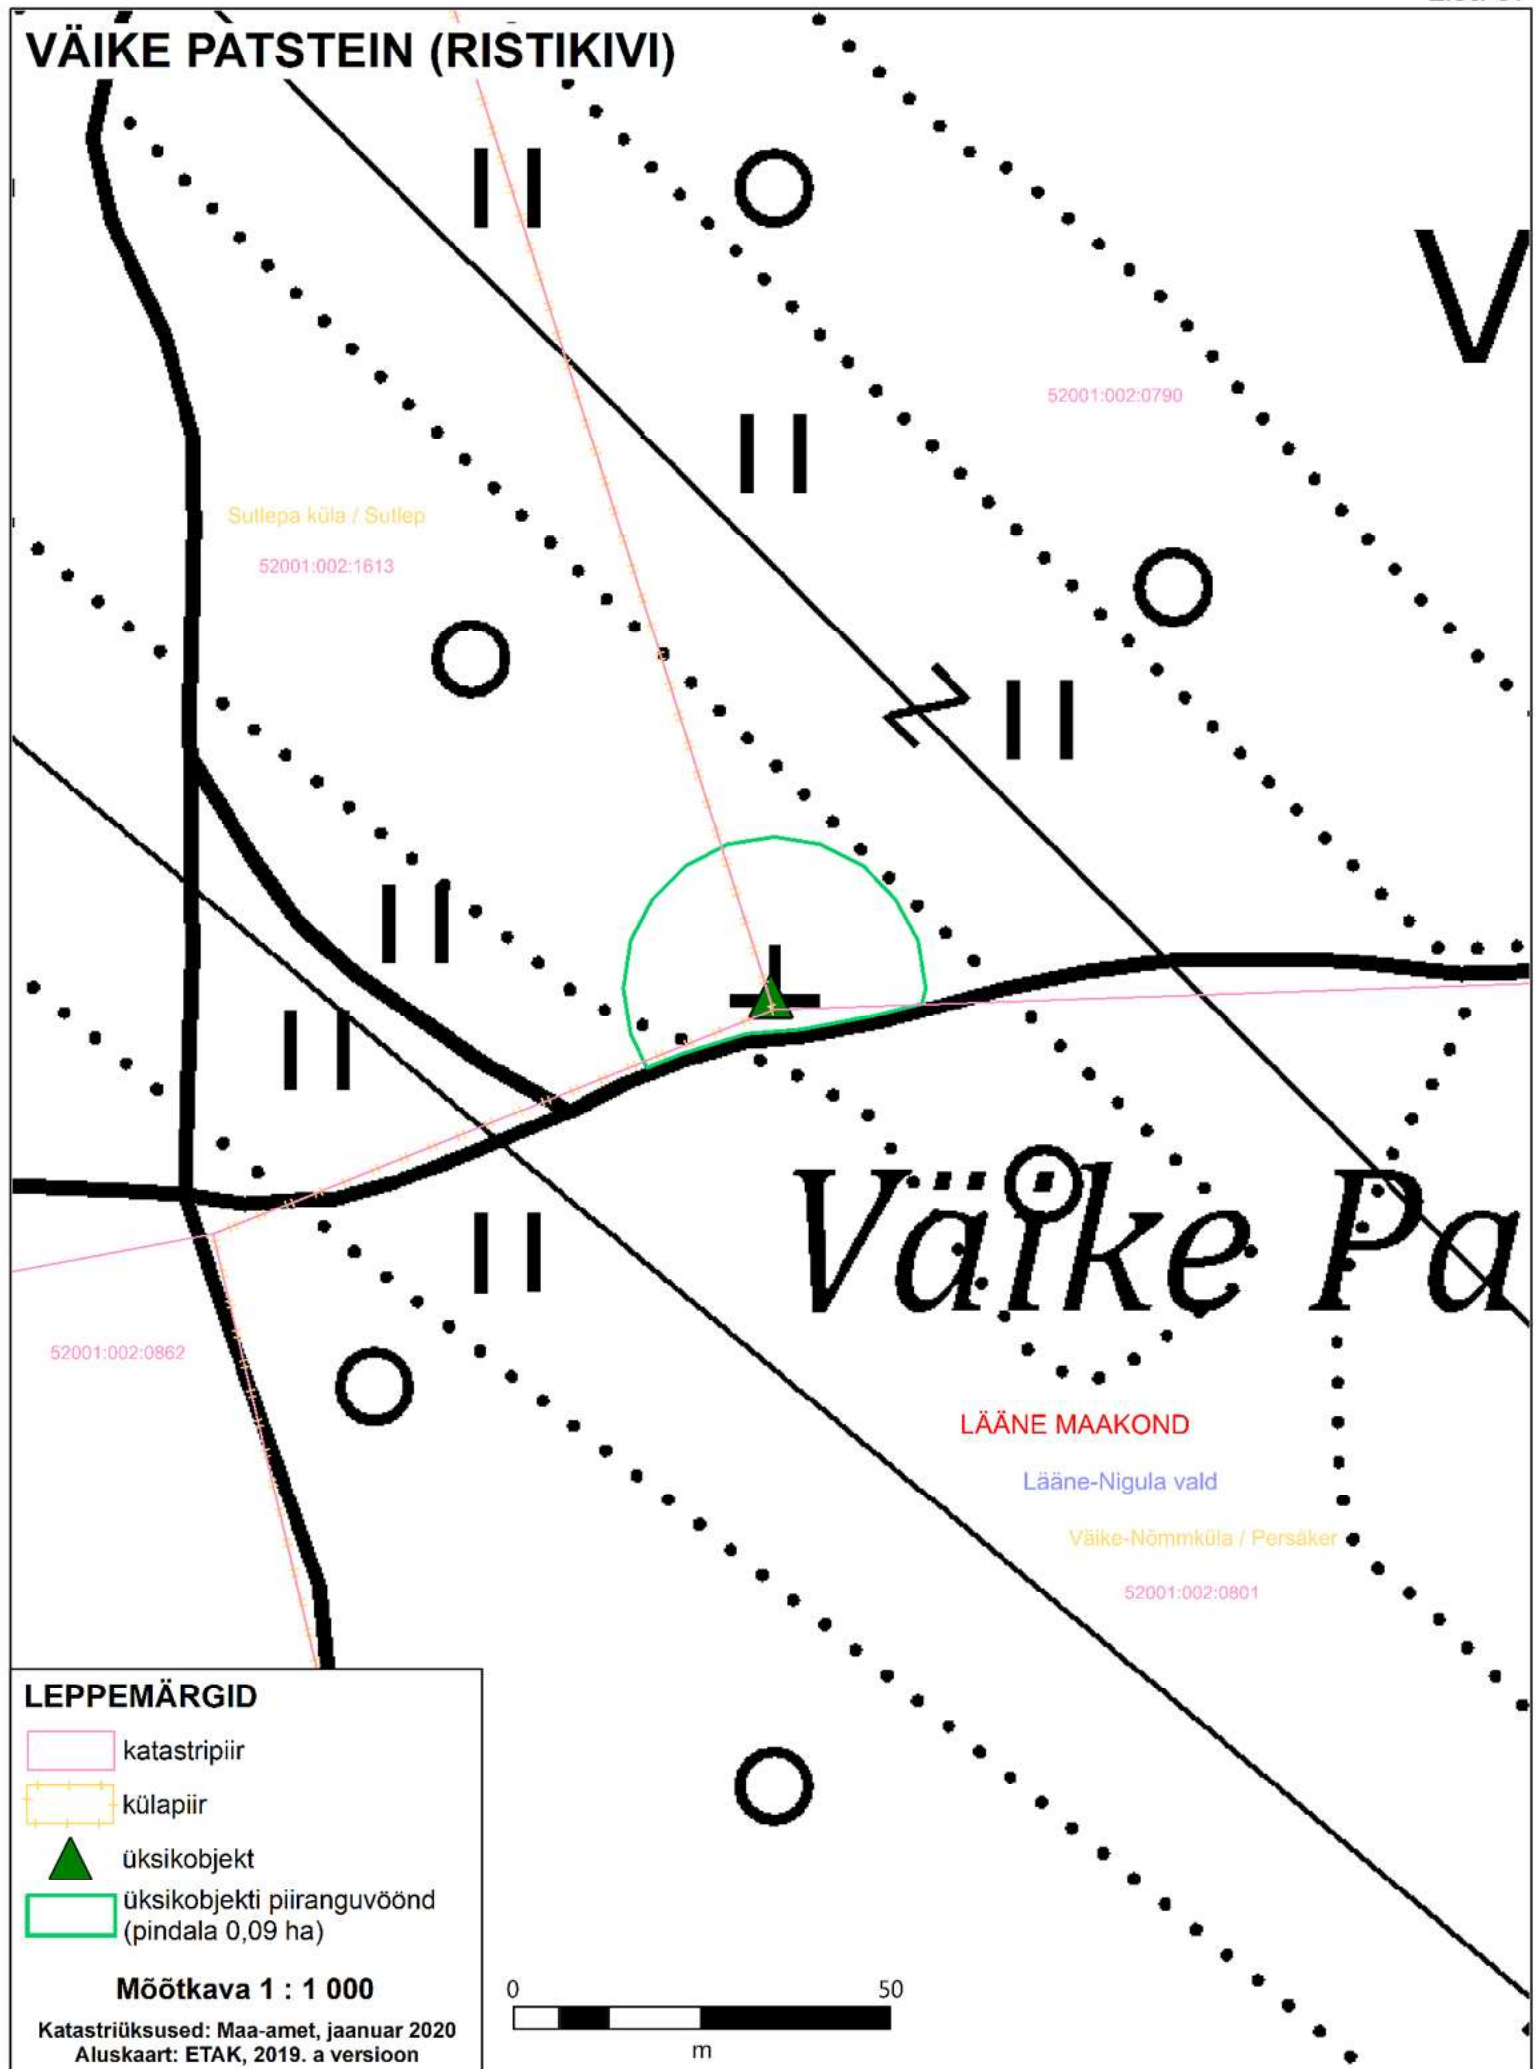 VÄIKE PATSTEIN (RISTIKIVI)
V
52001:002:0790
Sutlepa küla / Sutlep
52001:002:1613
Väike Pa
52001:002:0862
LÄÄNE MAAKOND
Lääne-Nigula vald
Väike-Nõmmküla / Persåker
52001:002:0801
LEPPEMÄRGID
katastripiir
külapiir
üksikobjekt
üksikobjekti piiranguvöönd
(pindala 0,09 ha)
Mõõtkava 1 : 1 000
Katastriüksused: Maa-amet, jaanuar 2020
Aluskaart: ETAK, 2019. a versioon
0 50
m